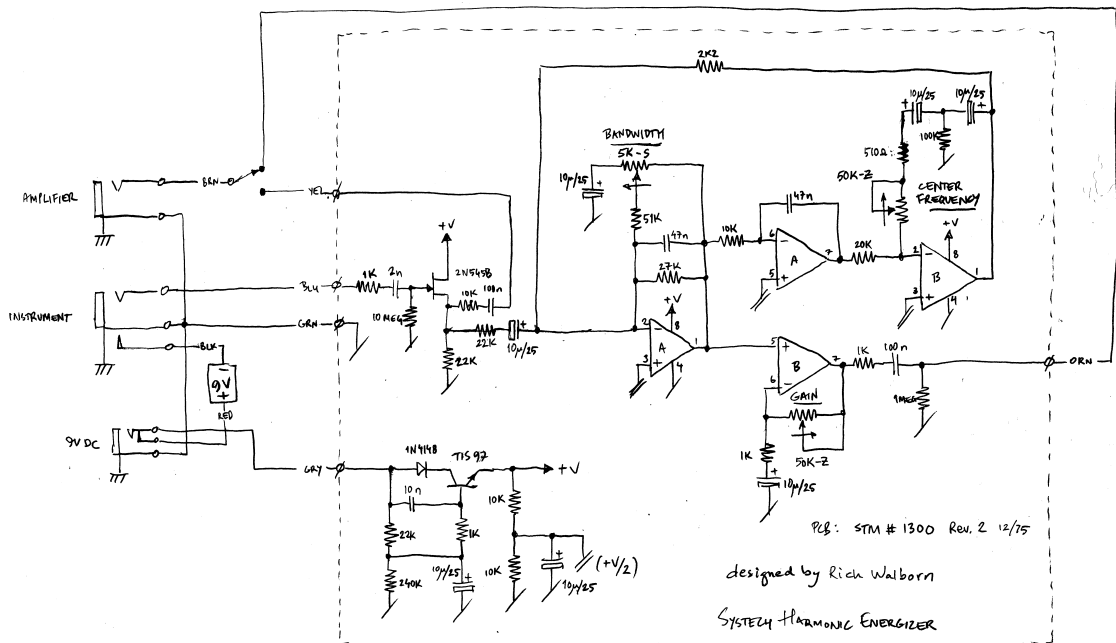 2K2
10µ/25
10µ/25
+
+
100K
510Ω
BANDWIDTH
5K-S
50K-Z
CENTER
FREQUENCY
10µ/25
+
51K
47n
AMPLIFIER
BRN
YEL
+V
47n
10K
6
-
A
7
5
+
20K
+V
2
-
8
B
1
3
+
4
27K
+V
INSTRUMENT
BLU
1K
2n
2N5458
10K
100n
10MEG
GRN
22K
+
10µ/25
22K
2
-
8
A
1
3
+
4
5
+
B
7
6
-
1K
100n
ORN
1MEG
BLK
-
9V
+
RED
GAIN
50K-Z
1K
+
10µ/25
9V DC
GRY
1N4148
TIS97
+V
10n
10K
22K
1K
10µ/25
+
240K
10K
+
10µ/25
(+V/2)
PCB: STM # 1300 Rev. 2 12/75
designed by Rich Walborn
SYSTECH HARMONIC ENERGIZER